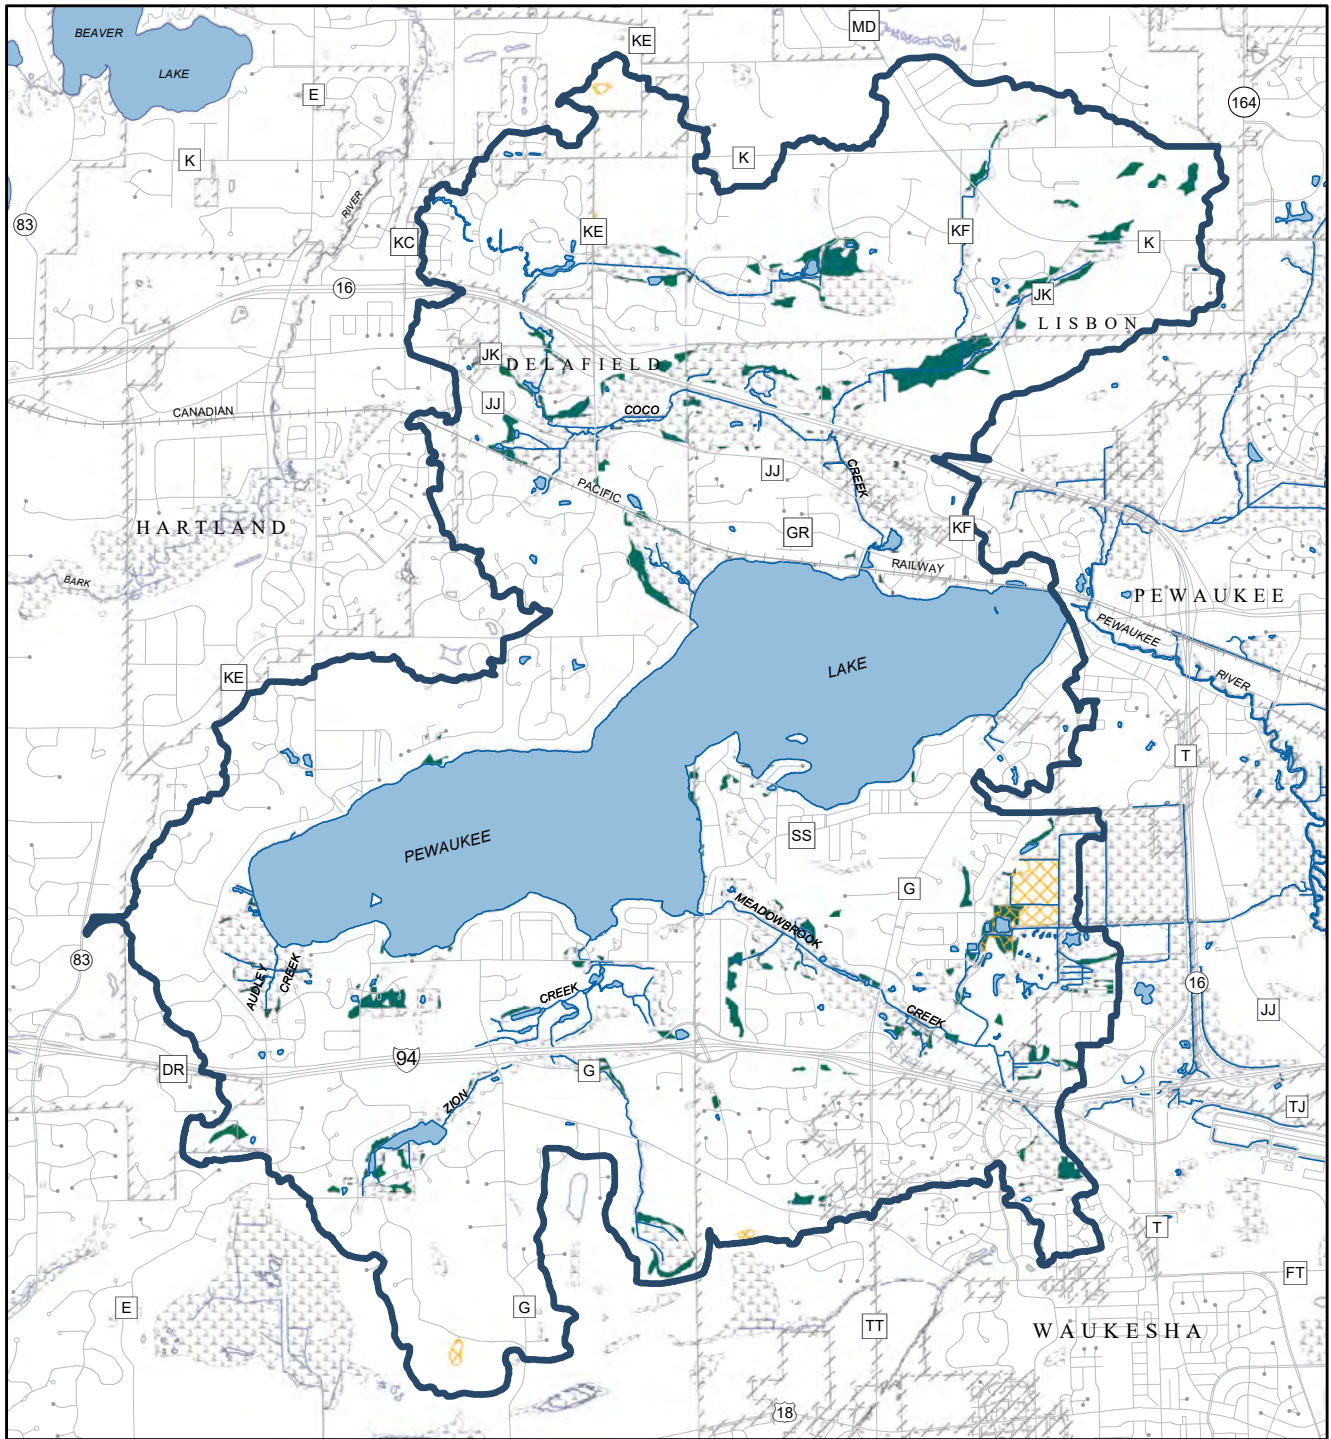 BEAVER
LAKE
KE
MD
E
164
K
K
RIVER
83
KC
KE
KF
K
16
JK
LISBON
JK
DELAFIELD
JJ
CANADIAN
COCO
CREEK
JJ
PACIFIC
HARTLAND
GR
KF
RAILWAY
BARK
PEWAUKEE
PEWAUKEE
RIVER
LAKE
KE
T
SS
PEWAUKEE
G
MEADOWBROOK
83
AUDLEY
CREEK
CREEK
16
CREEK
JJ
94
DR
G
ZION
TJ
T
FT
E
G
TT
WAUKESHA
18